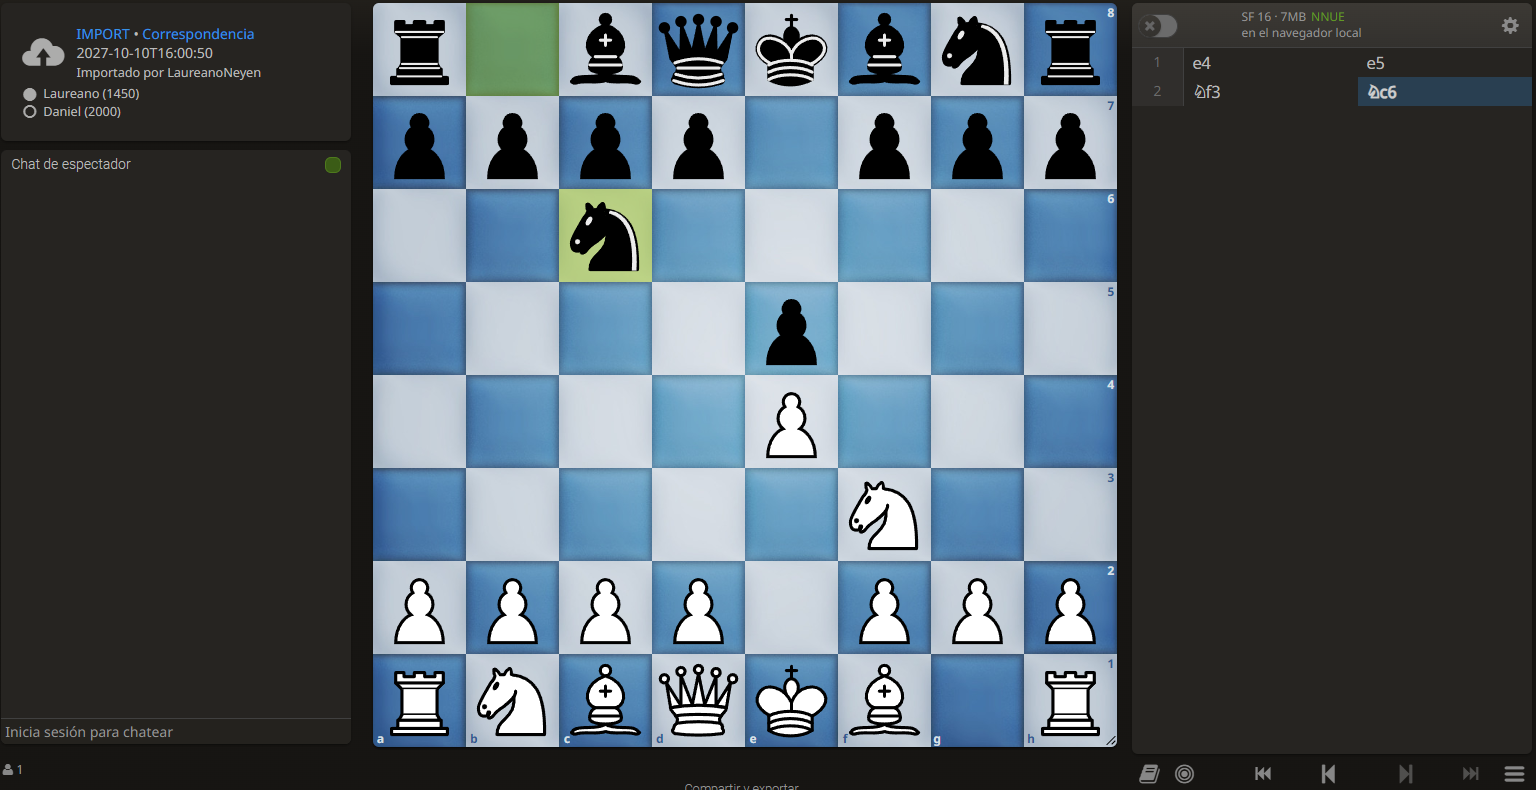 IMPORT • Correspondencia
2027-10-10T16:00:50
Importado por LaureanoNeyen
Laureano (1450)
Daniel (2000)
Chat de espectador
Inicia sesión para chatear
1
8
7
6
5
4
3
2
1
a b c d e f g h
Compartir y exportar
SF 16 · 7MB NNUE
en el navegador local
1 e4 e5
2 ♘f3 ♘c6